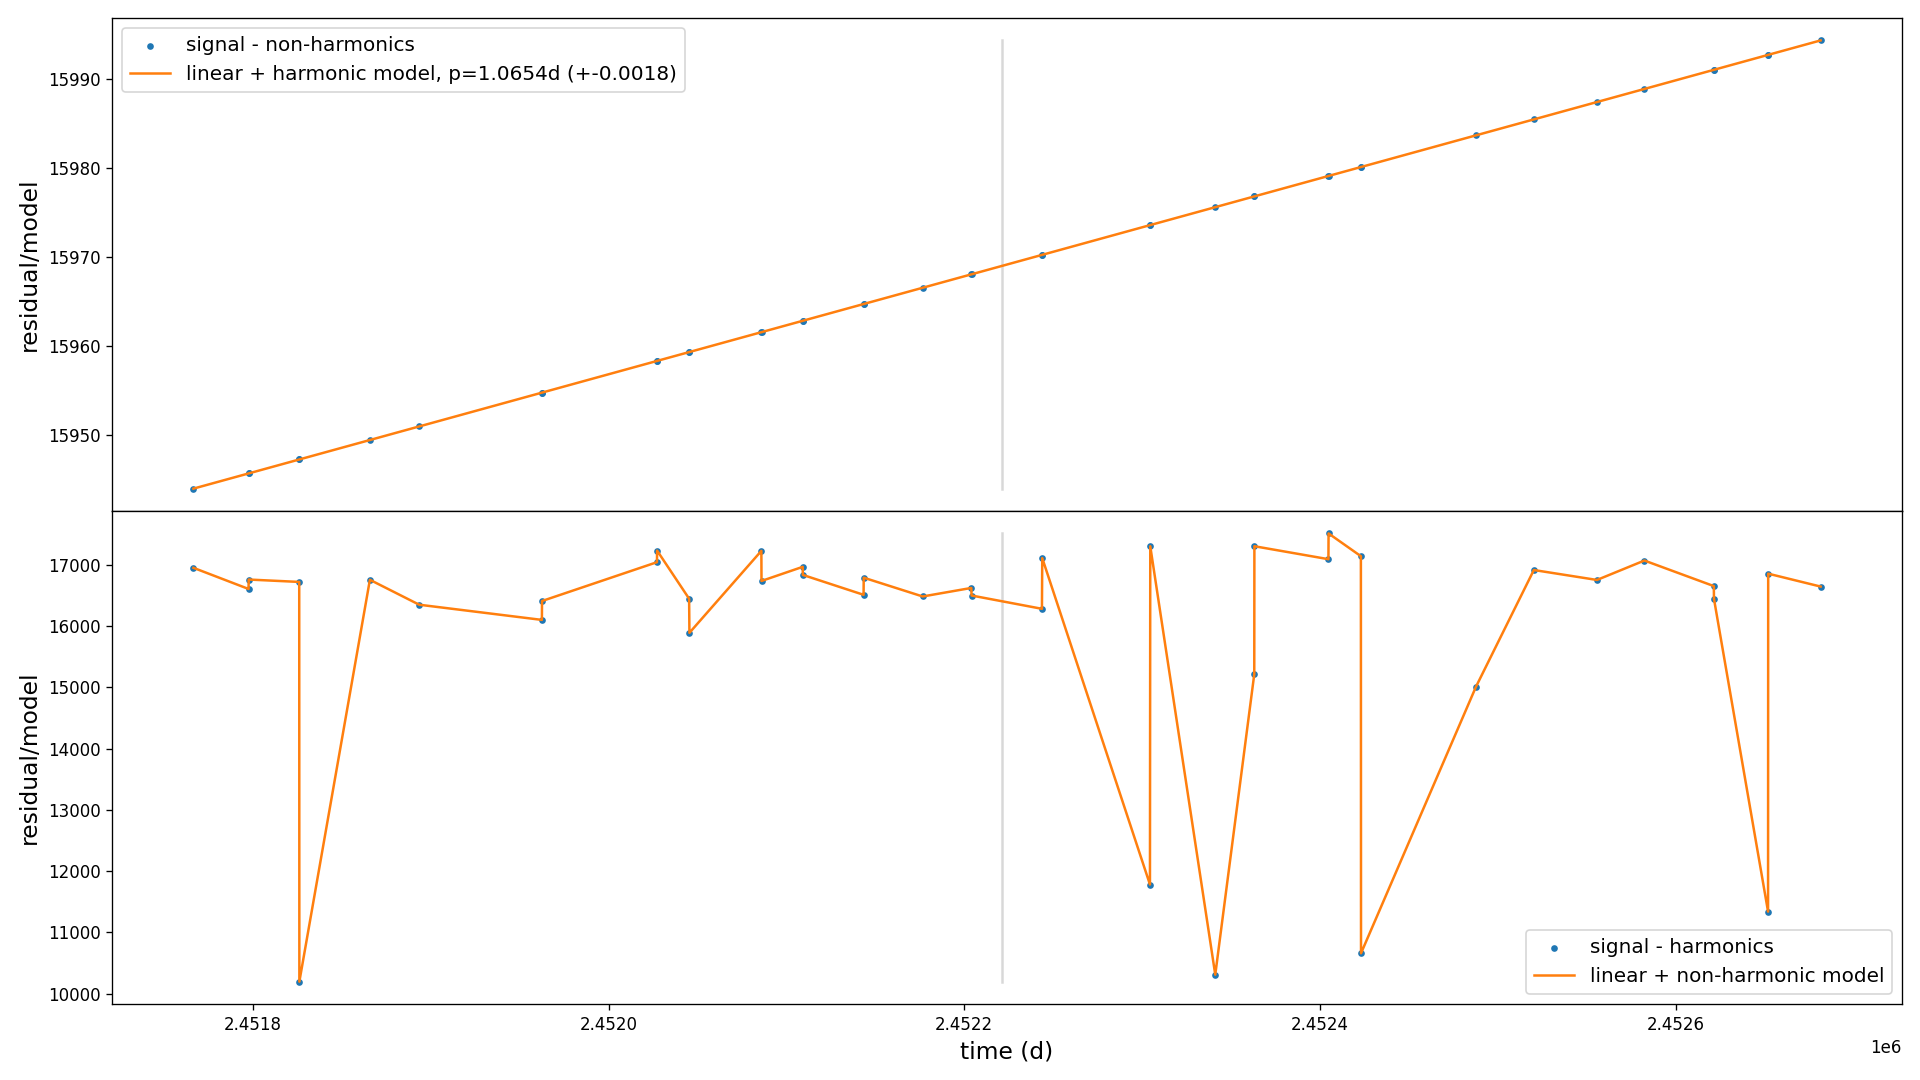 signal - non-harmonics
linear + harmonic model, p=1.0654d (+-0.0018)
15990
15980
15970
15960
15950
residual/model
17000
16000
15000
14000
13000
12000
11000
10000
residual/model
signal - harmonics
linear + non-harmonic model
2.4518
2.4520
2.4522
2.4524
2.4526
time (d)
1e6